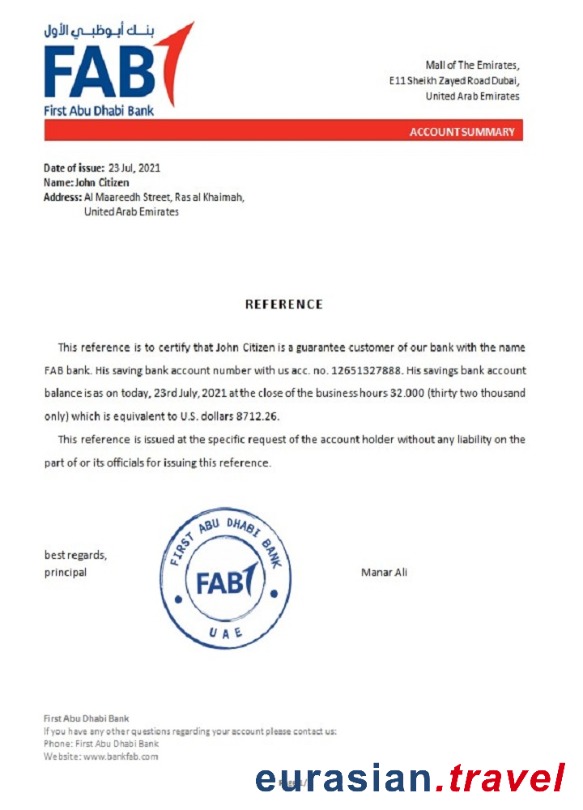 بنك أبوظبي الأول
FAB
First Abu Dhabi Bank
Mall of The Emirates,
E11 Sheikh Zayed Road Dubai,
United Arab Emirates
ACCOUNT SUMMARY
Date of issue: 23 Jul, 2021
Name: John Citizen
Address: Al Maareedh Street, Ras al Khaimah,
United Arab Emirates
REFERENCE
This reference is to certify that John Citizen is a guarantee customer of our bank with the name
FAB bank. His saving bank account number with us acc. no. 12651327888. His savings bank account
balance is as on today, 23rd July, 2021 at the close of the business hours 32.000 (thirty two thousand
only) which is equivalent to U.S. dollars 8712.26.
This reference is issued at the specific request of the account holder without any liability on the
part of or its officials for issuing this reference.
best regards,
principal
FIRST ABU DHABI BANK
FAB
UAE
Manar Ali
First Abu Dhabi Bank
If you have any other questions regarding your account please contact us:
Phone: First Abu Dhabi Bank
Website: www.bankfab.com
eurasian.travel